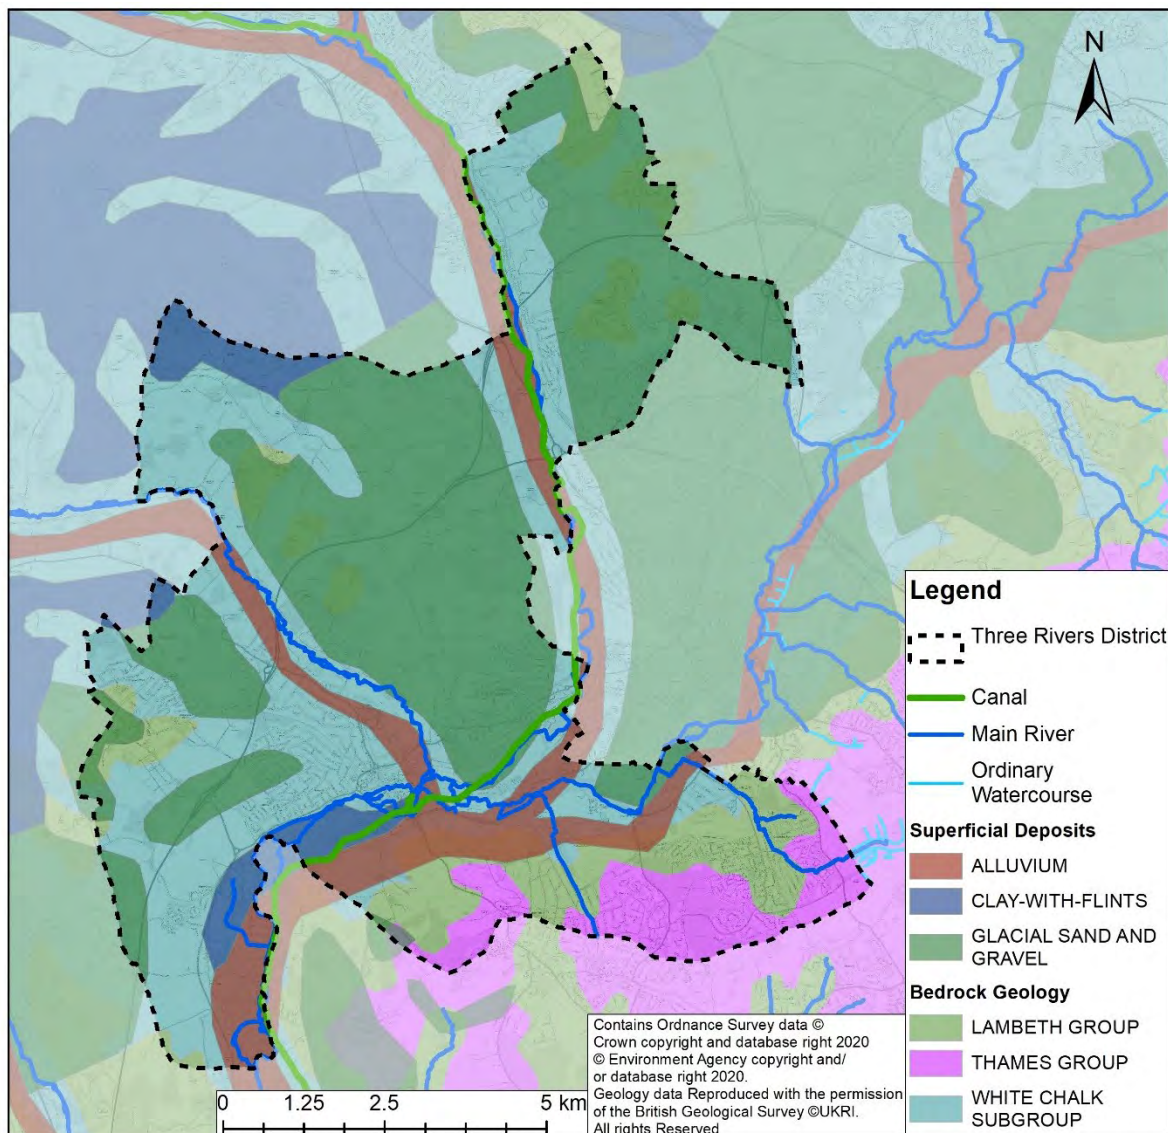 N
Legend
Three Rivers District
Canal
Main River
Ordinary
Watercourse
Superficial Deposits
ALLUVIUM
CLAY-WITH-FLINTS
GLACIAL SAND AND
GRAVEL
Bedrock Geology
LAMBETH GROUP
THAMES GROUP
WHITE CHALK
SUBGROUP
Contains Ordnance Survey data ©
Crown copyright and database right 2020
© Environment Agency copyright and/
or database right 2020.
Geology data Reproduced with the permission
of the British Geological Survey ©UKRI.
All rights Reserved
0 1.25 2.5 5 km